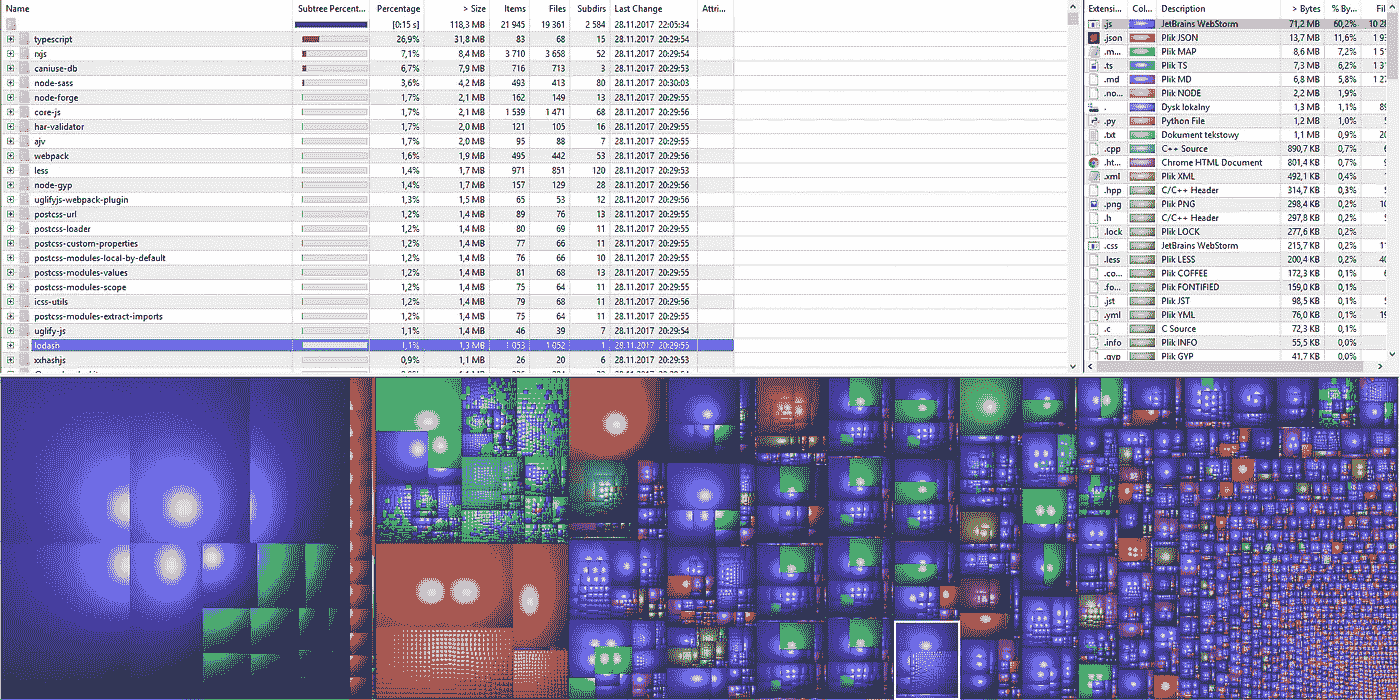 Name Subtree Percent... Percentage > Size Items Files Subdirs Last Change Attri...
[0:15 s] 118,3 MB 21 945 19 361 2 584 28.11.2017 22:05:34
typescript 26,9% 31,8 MB 83 68 15 28.11.2017 20:29:54
rxjs 7,1% 8,4 MB 3 710 3 658 52 28.11.2017 20:29:54
caniuse-db 6,7% 7,9 MB 716 713 3 28.11.2017 20:29:53
node-sass 3,6% 4,2 MB 493 413 80 28.11.2017 20:30:03
node-forge 1,7% 2,1 MB 162 149 13 28.11.2017 20:29:55
core-js 1,7% 2,1 MB 1 539 1 471 68 28.11.2017 20:29:56
har-validator 1,7% 2,0 MB 121 105 16 28.11.2017 20:29:55
ajv 1,7% 2,0 MB 95 88 7 28.11.2017 20:29:55
webpack 1,6% 1,9 MB 495 442 53 28.11.2017 20:29:56
less 1,4% 1,7 MB 971 851 120 28.11.2017 20:29:53
node-gyp 1,4% 1,7 MB 157 129 28 28.11.2017 20:29:56
uglifyjs-webpack-plugin 1,3% 1,5 MB 65 53 12 28.11.2017 20:29:56
postcss-url 1,2% 1,4 MB 89 76 13 28.11.2017 20:29:55
postcss-loader 1,2% 1,4 MB 80 69 11 28.11.2017 20:29:55
postcss-custom-properties 1,2% 1,4 MB 77 66 11 28.11.2017 20:29:55
postcss-modules-local-by-default 1,2% 1,4 MB 76 66 10 28.11.2017 20:29:55
postcss-modules-values 1,2% 1,4 MB 81 68 13 28.11.2017 20:29:55
postcss-modules-scope 1,2% 1,4 MB 75 64 11 28.11.2017 20:29:55
icss-utils 1,2% 1,4 MB 79 68 11 28.11.2017 20:29:56
postcss-modules-extract-imports 1,2% 1,4 MB 75 64 11 28.11.2017 20:29:55
uglify-js 1,1% 1,4 MB 46 39 7 28.11.2017 20:29:54
lodash 1,1% 1,3 MB 1 053 1 052 1 28.11.2017 20:29:55
xxhashjs 0,9% 1,1 MB 26 20 6 28.11.2017 20:29:53
Extensi... Col... Description > Bytes % By... Fil
.js JetBrains WebStorm 71,2 MB 60,2% 10 28
.json Plik JSON 13,7 MB 11,6% 1 93
.m... Plik MAP 8,6 MB 7,2% 1 51
.ts Plik TS 7,3 MB 6,2% 1 31
.md Plik MD 6,8 MB 5,8% 1 27
.no... Plik NODE 2,2 MB 1,9%
. Dysk lokalny 1,3 MB 1,1% 89
.py Python File 1,2 MB 1,0% 5
.txt Dokument tekstowy 1,1 MB 0,9% 20
.cpp C++ Source 890,7 KB 0,7% 6
.ht... Chrome HTML Document 801,4 KB 0,7% 9
.xml Plik XML 492,1 KB 0,4% 7
.hpp C/C++ Header 314,7 KB 0,3% 5
.png Plik PNG 298,4 KB 0,2% 10
.h C/C++ Header 297,8 KB 0,2% 5
.lock Plik LOCK 277,6 KB 0,2%
.css JetBrains WebStorm 215,7 KB 0,2% 11
.less Plik LESS 200,4 KB 0,2% 40
.co... Plik COFFEE 172,3 KB 0,1% 6
.fo... Plik FONTIFIED 159,0 KB 0,1%
.jst Plik JST 98,5 KB 0,1% 5
.yml Plik YML 76,0 KB 0,1% 19
.c C Source 72,3 KB 0,1%
.info Plik INFO 55,5 KB 0,0%
.gyp Plik GYP 41,7 KB 0,0%